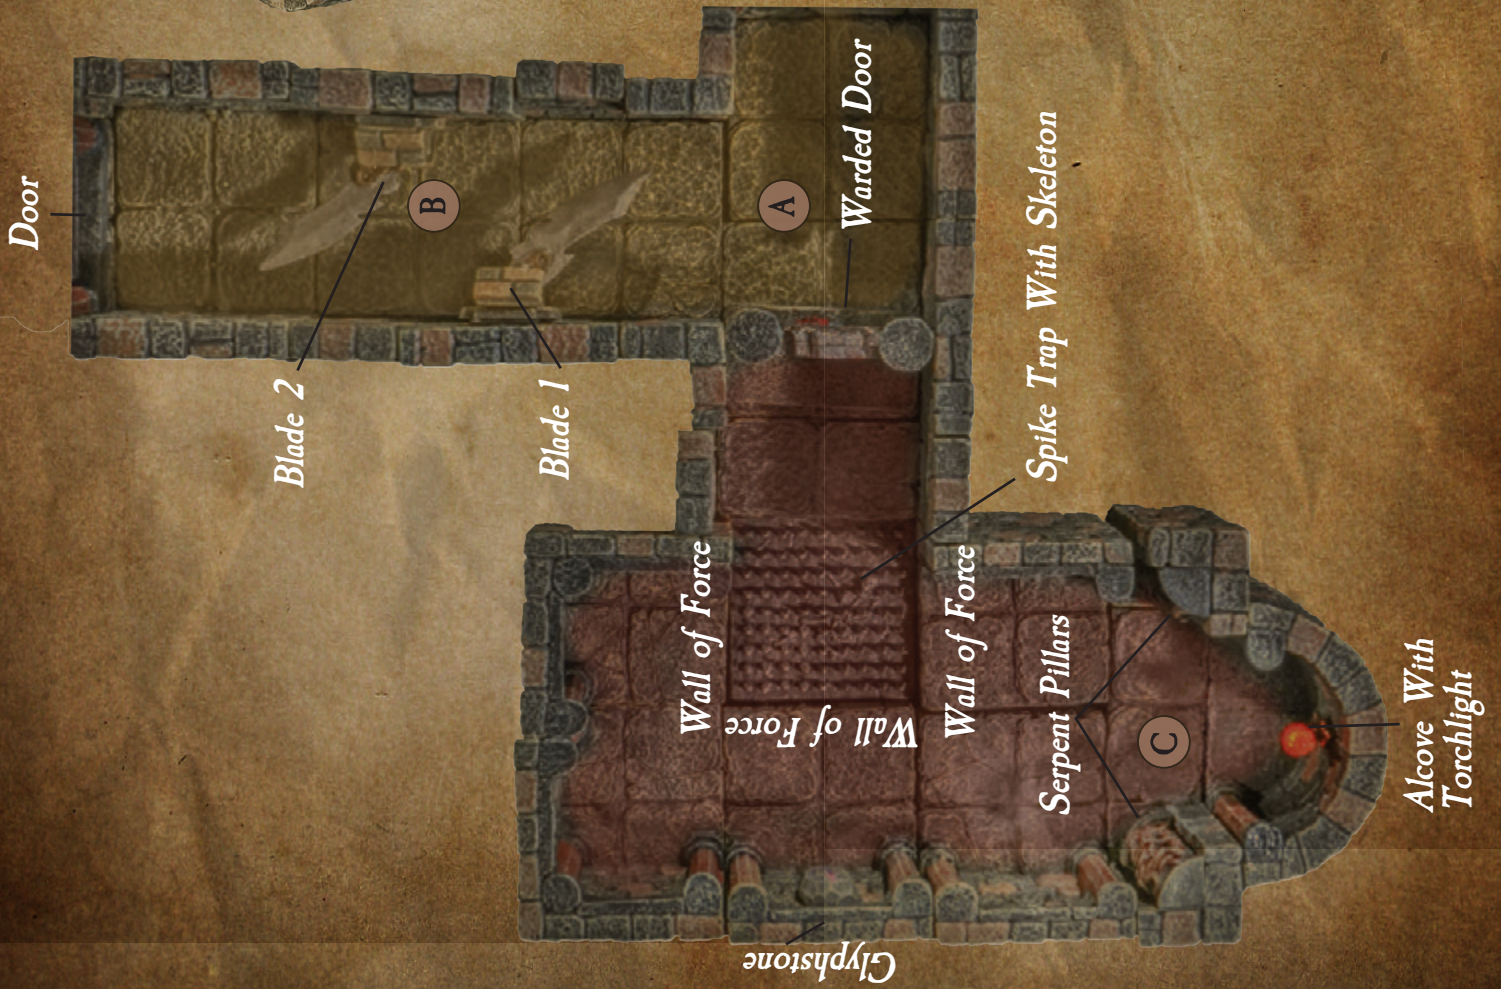 Door
Blade 2
B
Blade 1
A
Warded Door
Spike Trap With Skeleton
Wall of Force
Wall of Force
Wall of Force
Serpent Pillars
C
Alcove With
Torchlight
Glyphstone